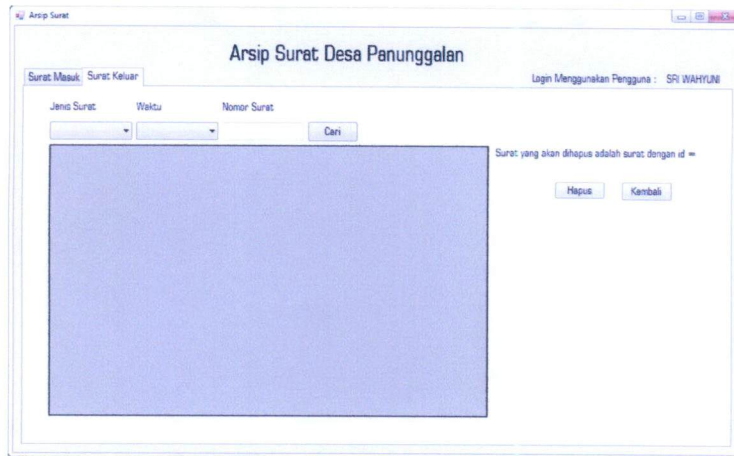 Arsip Surat
Arsip Surat Desa Panunggalan
Surat Masuk Surat Keluar
Login Menggunakan Pengguna : SRI WAHYUNI
Jenis Surat Waktu Nomor Surat
Cari
Surat yang akan dihapus adalah surat dengan id =
Hapus Kembali